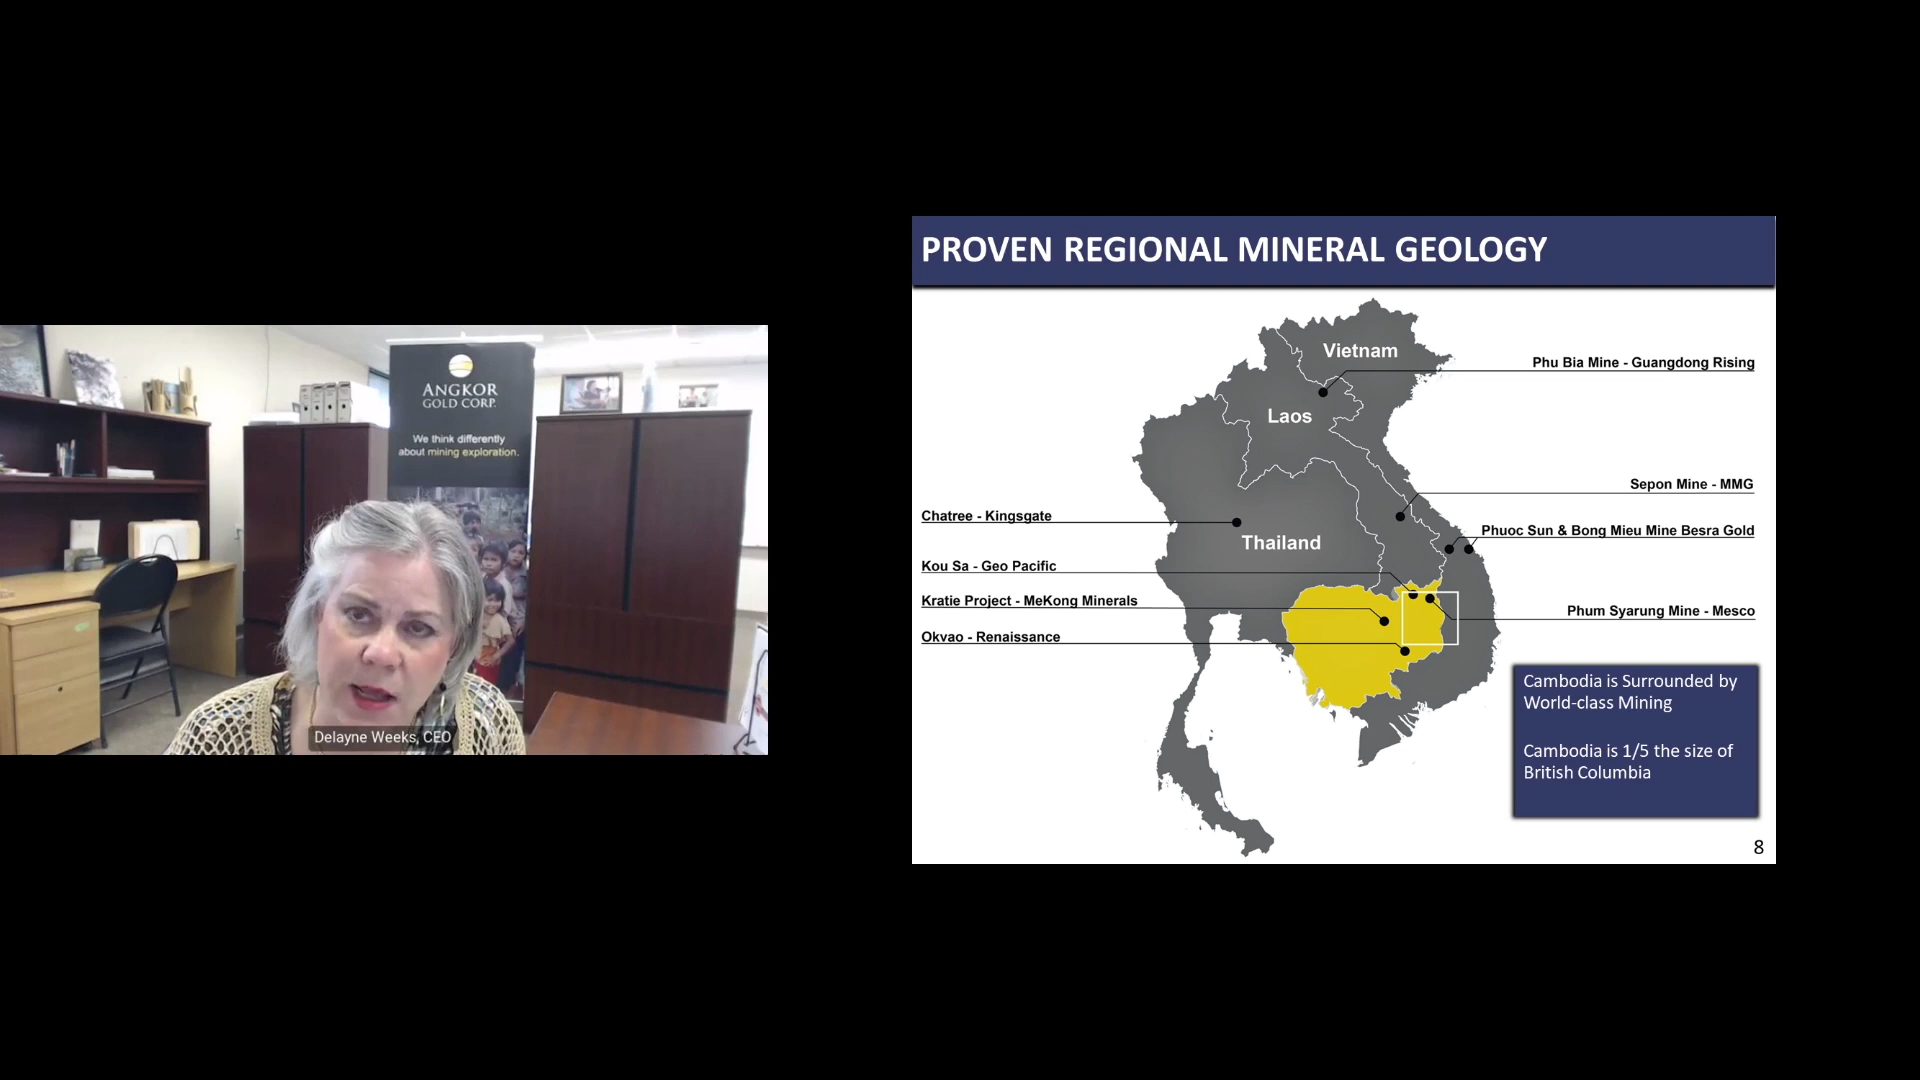 ANGKOR
GOLD CORP.
We think differently
about mining exploration.
Delayne Weeks, CEO
PROVEN REGIONAL MINERAL GEOLOGY
Vietnam
Phu Bia Mine - Guangdong Rising
Laos
Sepon Mine - MMG
Chatree - Kingsgate
Phuoc Sun & Bong Mieu Mine Besra Gold
Thailand
Kou Sa - Geo Pacific
Kratie Project - MeKong Minerals
Phum Syarung Mine - Mesco
Okvao - Renaissance
Cambodia is Surrounded by
World-class Mining
Cambodia is 1/5 the size of
British Columbia
8